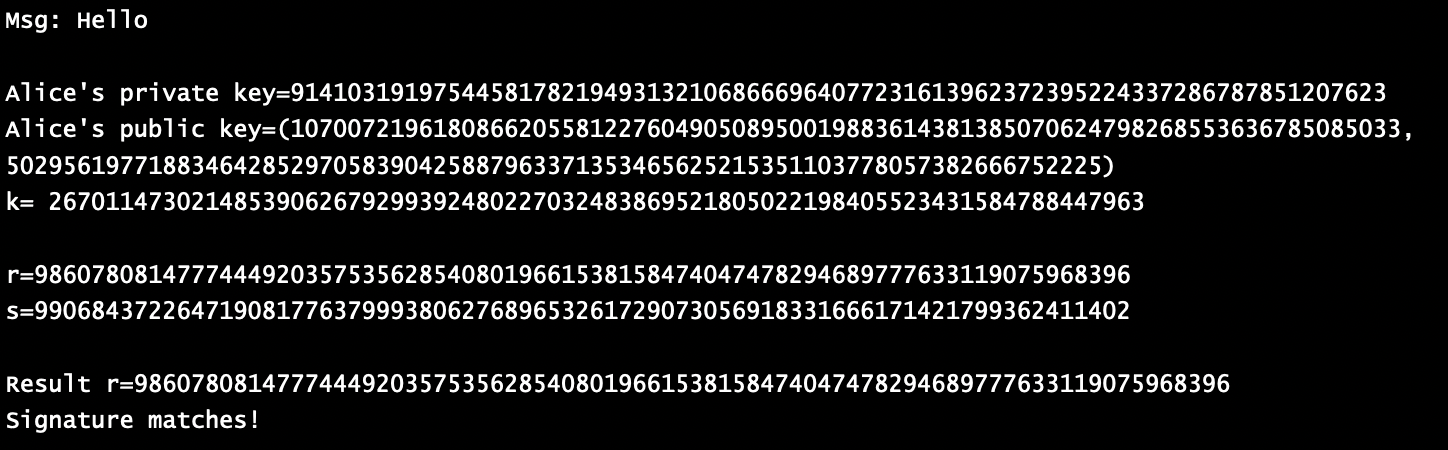 Msg: Hello
Alice's private key=91410319197544581782194931321068666964077231613962372395224337286787851207623
Alice's public key=(107007219618086620558122760490508950019883614381385070624798268553636785085033,
50295619771883464285297058390425887963371353465625215351103778057382666752225)
k= 26701147302148539062679299392480227032483869521805022198405523431584788447963
r=98607808147774449203575356285408019661538158474047478294689777633119075968396
s=99068437226471908177637999380627689653261729073056918331666171421799362411402
Result r=98607808147774449203575356285408019661538158474047478294689777633119075968396
Signature matches!